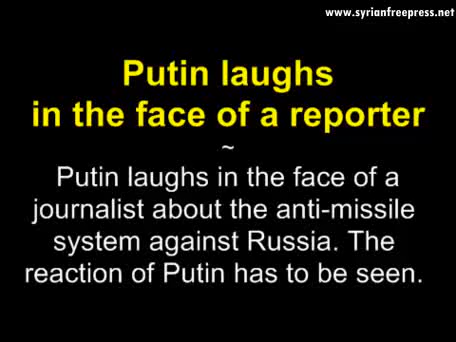 www.syrianfreepress.net
Putin laughs
in the face of a reporter
~
Putin laughs in the face of a
journalist about the anti-missile
system against Russia. The
reaction of Putin has to be seen.